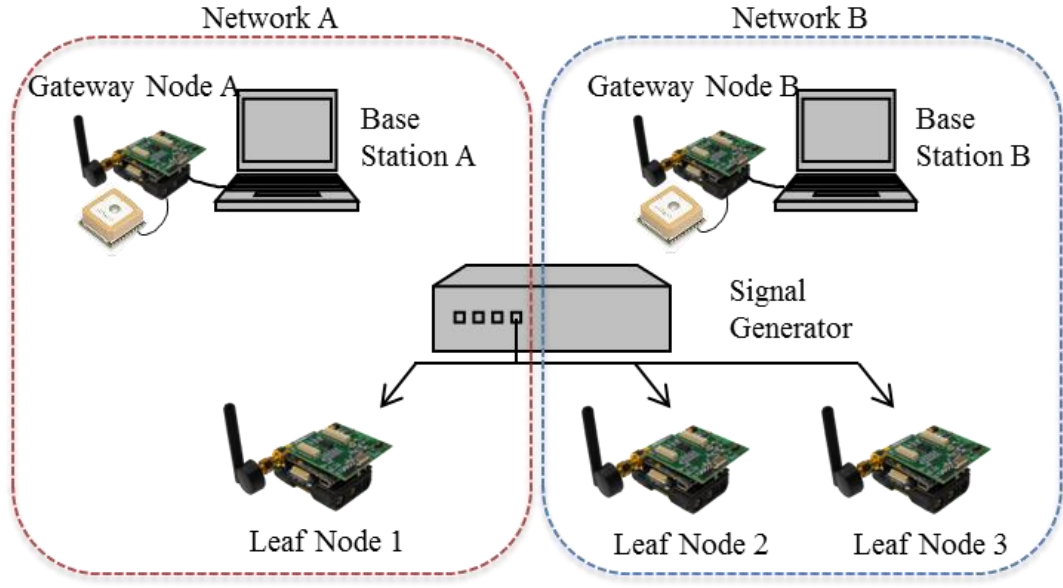 Network A
Network B
Gateway Node A
Base
Station A
Gateway Node B
Base
Station B
Signal
Generator
Leaf Node 1
Leaf Node 2
Leaf Node 3